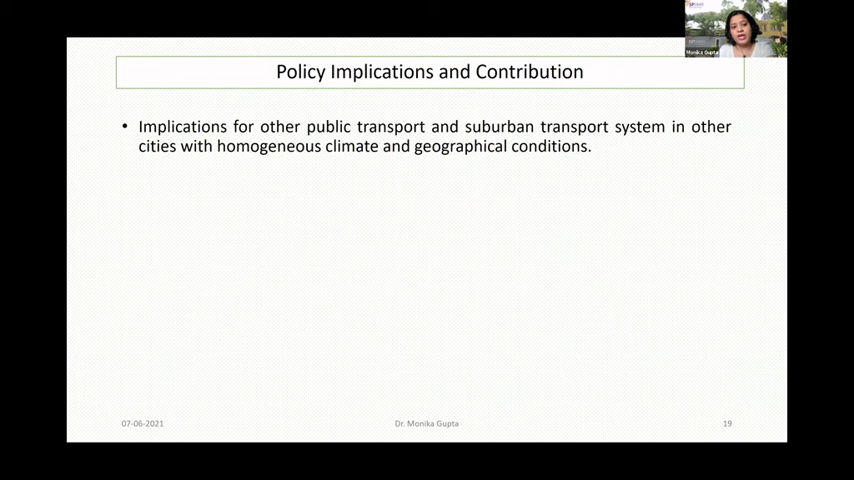 Monika Gupta
Policy Implications and Contribution
• Implications for other public transport and suburban transport system in other
cities with homogeneous climate and geographical conditions.
07-06-2021
Dr. Monika Gupta
19